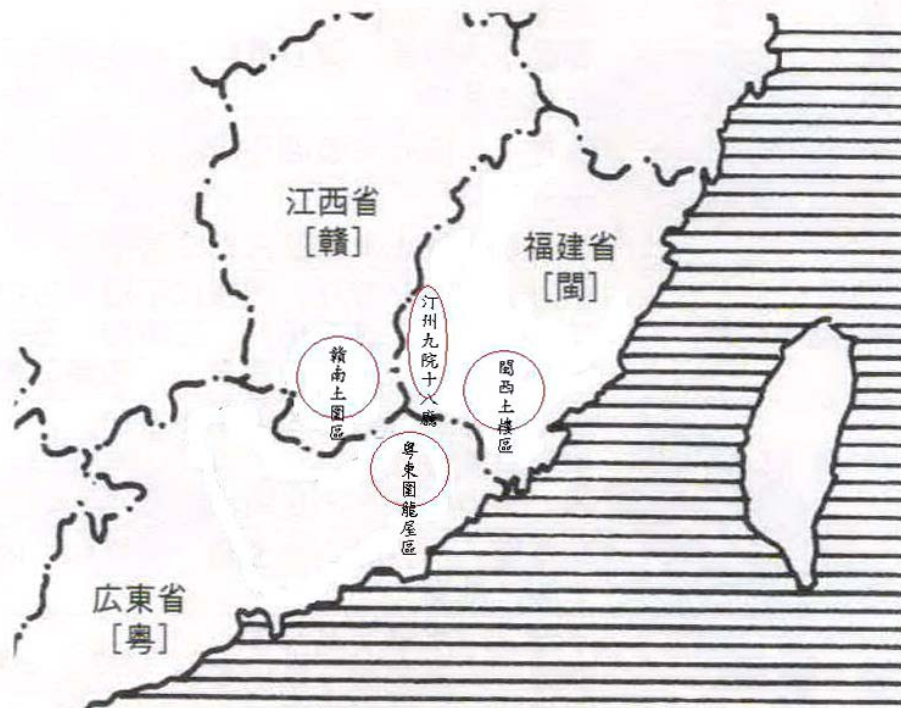 江西省
[贛]
福建省
[閩]
汀州九院十八廳
贛南土圍區
閩西土樓區
粵東圍龍屋區
広東省
[粤]